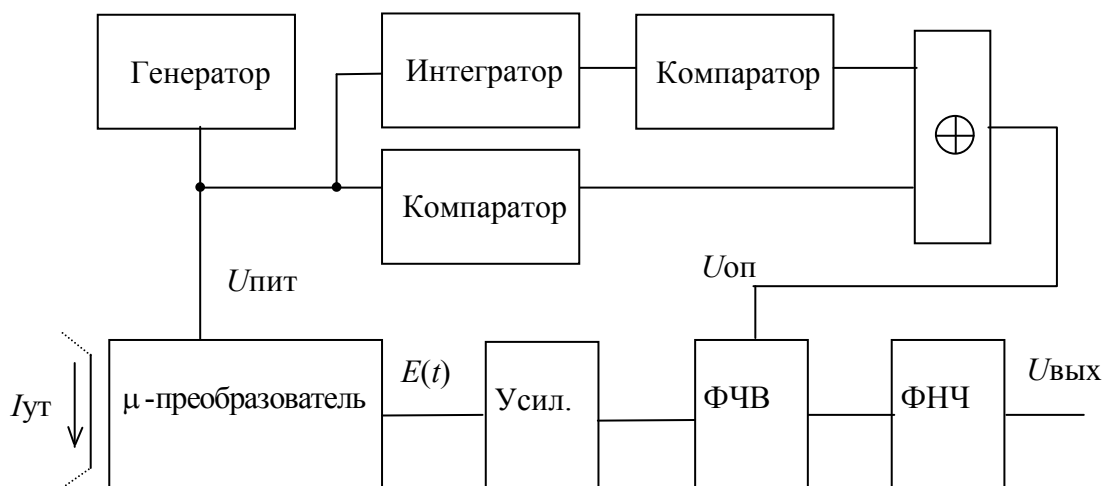 Генератор
Интегратор
Компаратор
⊕
Компаратор
Uпит
Uоп
Iут
μ-преобразователь
E(t)
Усил.
ФЧВ
ФНЧ
Uвых